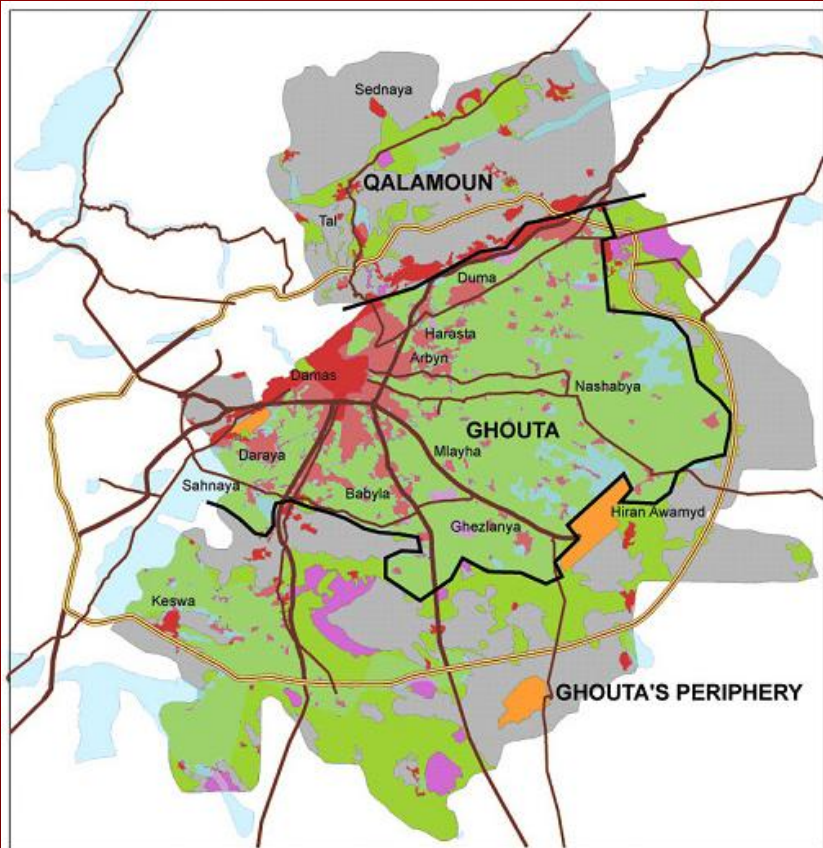 Sednaya
QALAMOUN
Tal
Duma
Harasta
Arbyn
Damas
Nashabya
GHOUTA
Mlayha
Daraya
Sahnaya
Babyla
Hiran Awamyd
Ghezlanya
Keswa
GHOUTA'S PERIPHERY